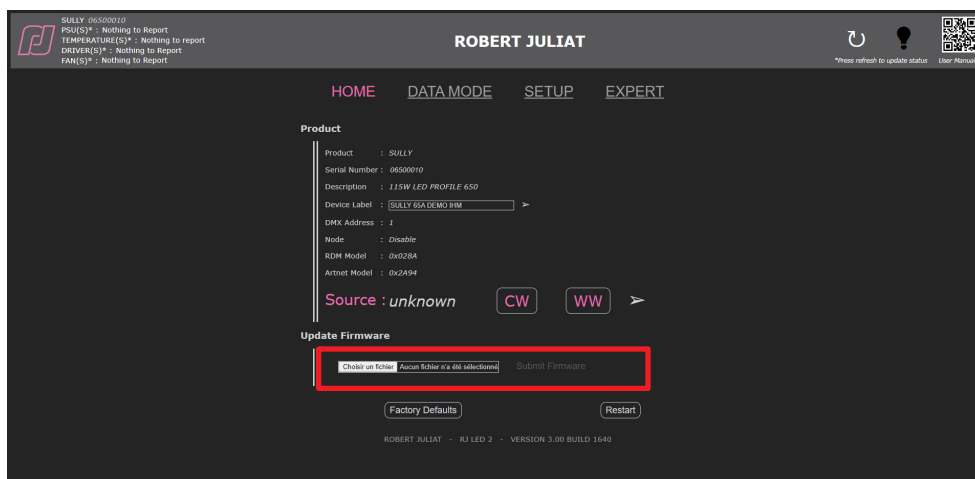 SULLY 06500010
PSU(S)* : Nothing to Report
TEMPERATURE(S)* : Nothing to report
DRIVER(S)* : Nothing to Report
FAN(S)* : Nothing to Report
ROBERT JULIAT
*Press refresh to update status
User Manual
HOME DATA MODE SETUP EXPERT
Product
Product : SULLY
Serial Number : 06500010
Description : 115W LED PROFILE 650
Device Label : SULLY 65A DEMO IHM
DMX Address : 1
Node : Disable
RDM Model : 0x028A
Artnet Model : 0x2A94
Source : unknown CW WW
Update Firmware
Choisir un fichier Aucun fichier n'a été sélectionné Submit Firmware
Factory Defaults Restart
ROBERT JULIAT - RJ LED 2 - VERSION 3.00 BUILD 1640